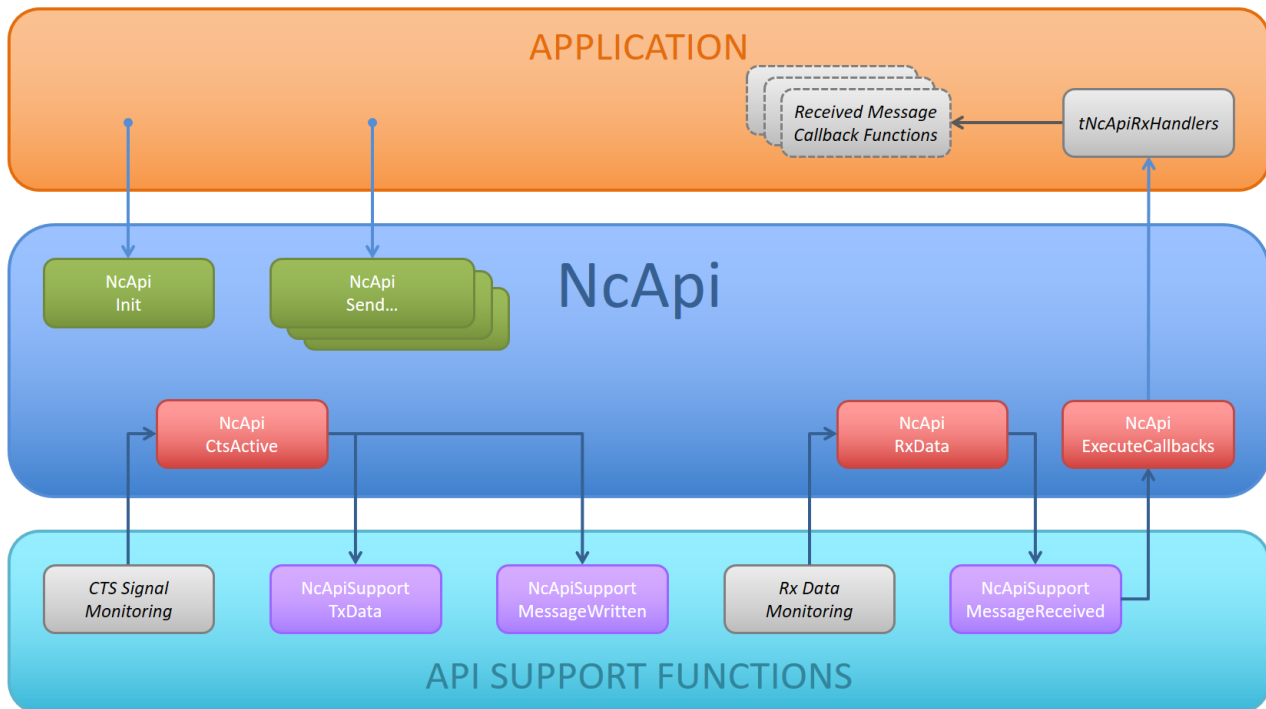 APPLICATION
Received Message
Callback Functions
tNcApiRxHandlers
NcApi
Init
NcApi
Send...
NcApi
NcApi
CtsActive
NcApi
RxData
NcApi
ExecuteCallbacks
CTS Signal
Monitoring
NcApiSupport
TxData
NcApiSupport
MessageWritten
Rx Data
Monitoring
NcApiSupport
MessageReceived
API SUPPORT FUNCTIONS